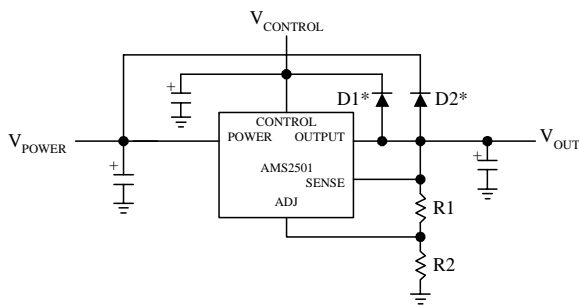 VCONTROL
D1* D2*
CONTROL
VPOWER POWER OUTPUT VOUT
+ + +
AMS2501
SENSE
R1
ADJ
R2